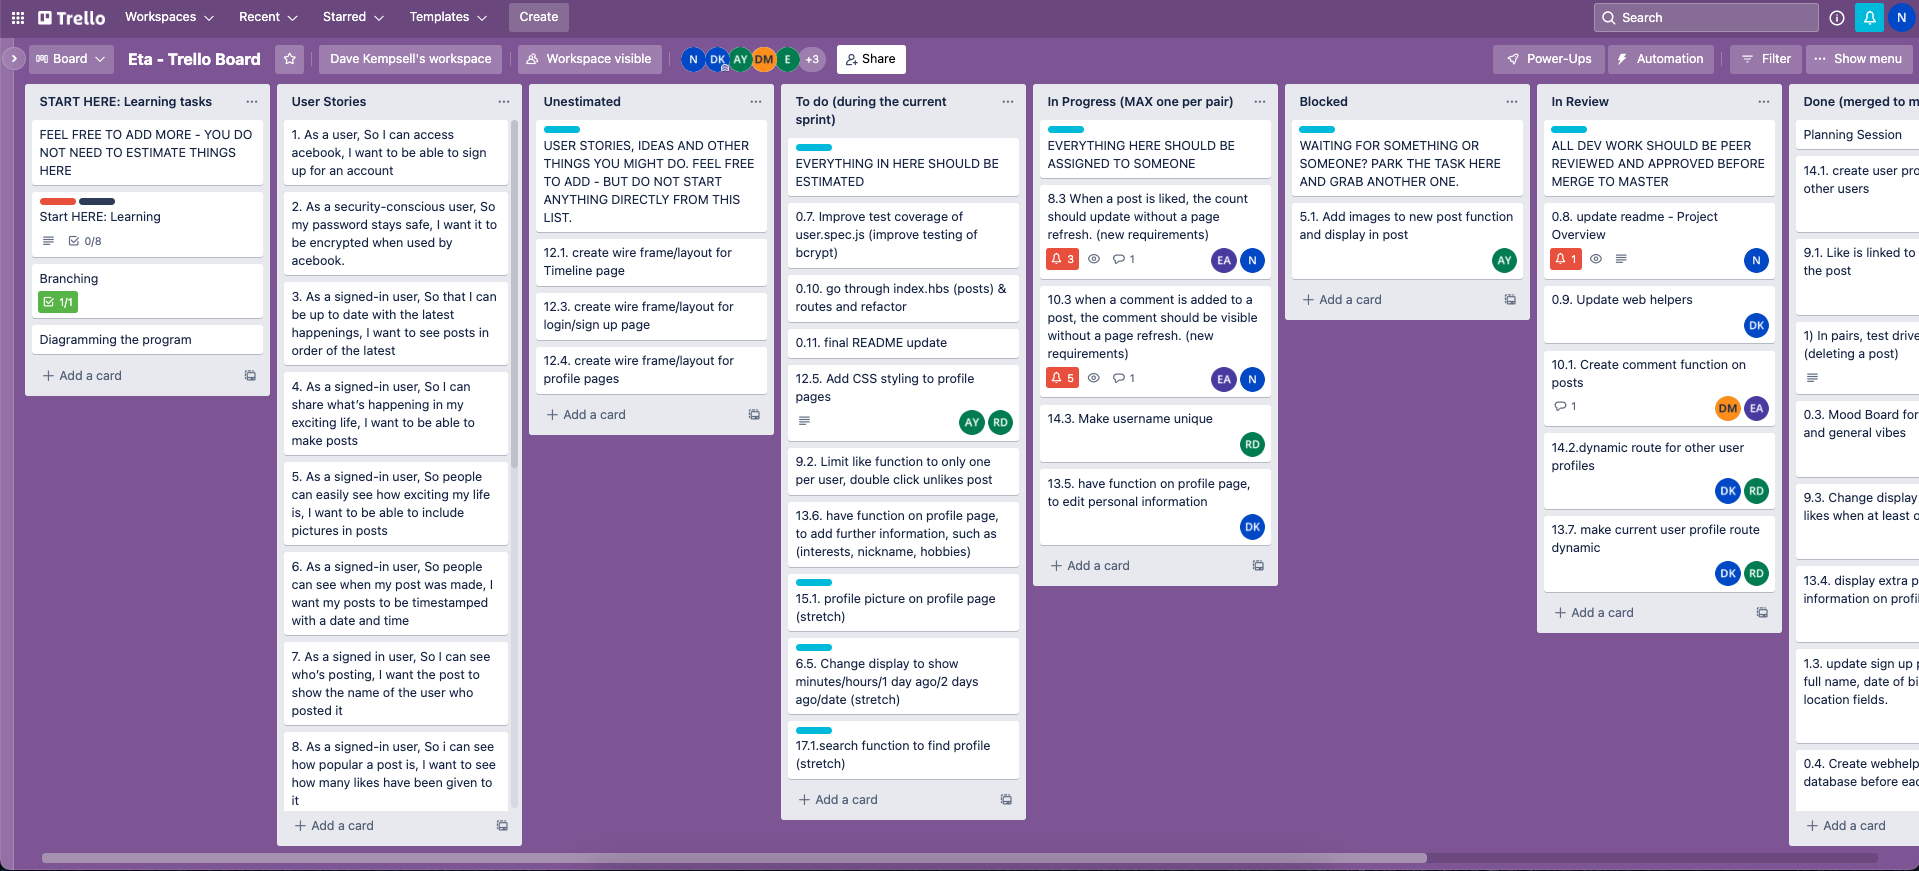 Trello
Workspaces
Recent
Starred
Templates
Create
Search
N
Board
Eta - Trello Board
Dave Kempsell's workspace
Workspace visible
N
DK
AY
DM
E
+3
Share
Power-Ups
Automation
Filter
Show menu
START HERE: Learning tasks
FEEL FREE TO ADD MORE - YOU DO
NOT NEED TO ESTIMATE THINGS
HERE
Start HERE: Learning
0/8
Branching
1/1
Diagramming the program
Add a card
User Stories
1. As a user, So I can access
acebook, I want to be able to sign
up for an account
2. As a security-conscious user, So
my password stays safe, I want it to
be encrypted when used by
acebook.
3. As a signed-in user, So that I can
be up to date with the latest
happenings, I want to see posts in
order of the latest
4. As a signed-in user, So I can
share what's happening in my
exciting life, I want to be able to
make posts
5. As a signed-in user, So people
can easily see how exciting my life
is, I want to be able to include
pictures in posts
6. As a signed-in user, So people
can see when my post was made, I
want my posts to be timestamped
with a date and time
7. As a signed in user, So I can see
who's posting, I want the post to
show the name of the user who
posted it
8. As a signed-in user, So i can see
how popular a post is, I want to see
how many likes have been given to
it
Add a card
Unestimated
USER STORIES, IDEAS AND OTHER
THINGS YOU MIGHT DO. FEEL FREE
TO ADD - BUT DO NOT START
ANYTHING DIRECTLY FROM THIS
LIST.
12.1. create wire frame/layout for
Timeline page
12.3. create wire frame/layout for
login/sign up page
12.4. create wire frame/layout for
profile pages
Add a card
To do (during the current
sprint)
EVERYTHING IN HERE SHOULD BE
ESTIMATED
0.7. Improve test coverage of
user.spec.js (improve testing of
bcrypt)
0.10. go through index.hbs (posts) &
routes and refactor
0.11. final README update
12.5. Add CSS styling to profile
pages
AY
RD
9.2. Limit like function to only one
per user, double click unlikes post
13.6. have function on profile page,
to add further information, such as
(interests, nickname, hobbies)
15.1. profile picture on profile page
(stretch)
6.5. Change display to show
minutes/hours/1 day ago/2 days
ago/date (stretch)
17.1.search function to find profile
(stretch)
Add a card
In Progress (MAX one per pair)
EVERYTHING HERE SHOULD BE
ASSIGNED TO SOMEONE
8.3 When a post is liked, the count
should update without a page
refresh. (new requirements)
3
1
EA
N
10.3 when a comment is added to a
post, the comment should be visible
without a page refresh. (new
requirements)
5
1
EA
N
14.3. Make username unique
RD
13.5. have function on profile page,
to edit personal information
DK
Add a card
Blocked
WAITING FOR SOMETHING OR
SOMEONE? PARK THE TASK HERE
AND GRAB ANOTHER ONE.
5.1. Add images to new post function
and display in post
AY
Add a card
In Review
ALL DEV WORK SHOULD BE PEER
REVIEWED AND APPROVED BEFORE
MERGE TO MASTER
0.8. update readme - Project
Overview
1
N
0.9. Update web helpers
DK
10.1. Create comment function on
posts
1
DM
EA
14.2.dynamic route for other user
profiles
DK
RD
13.7. make current user profile route
dynamic
DK
RD
Add a card
Done (merged to m
Planning Session
14.1. create user pro
other users
9.1. Like is linked to
the post
1) In pairs, test drive
(deleting a post)
0.3. Mood Board for
and general vibes
9.3. Change display
likes when at least o
13.4. display extra p
information on profil
1.3. update sign up p
full name, date of bi
location fields.
0.4. Create webhelp
database before eac
Add a card